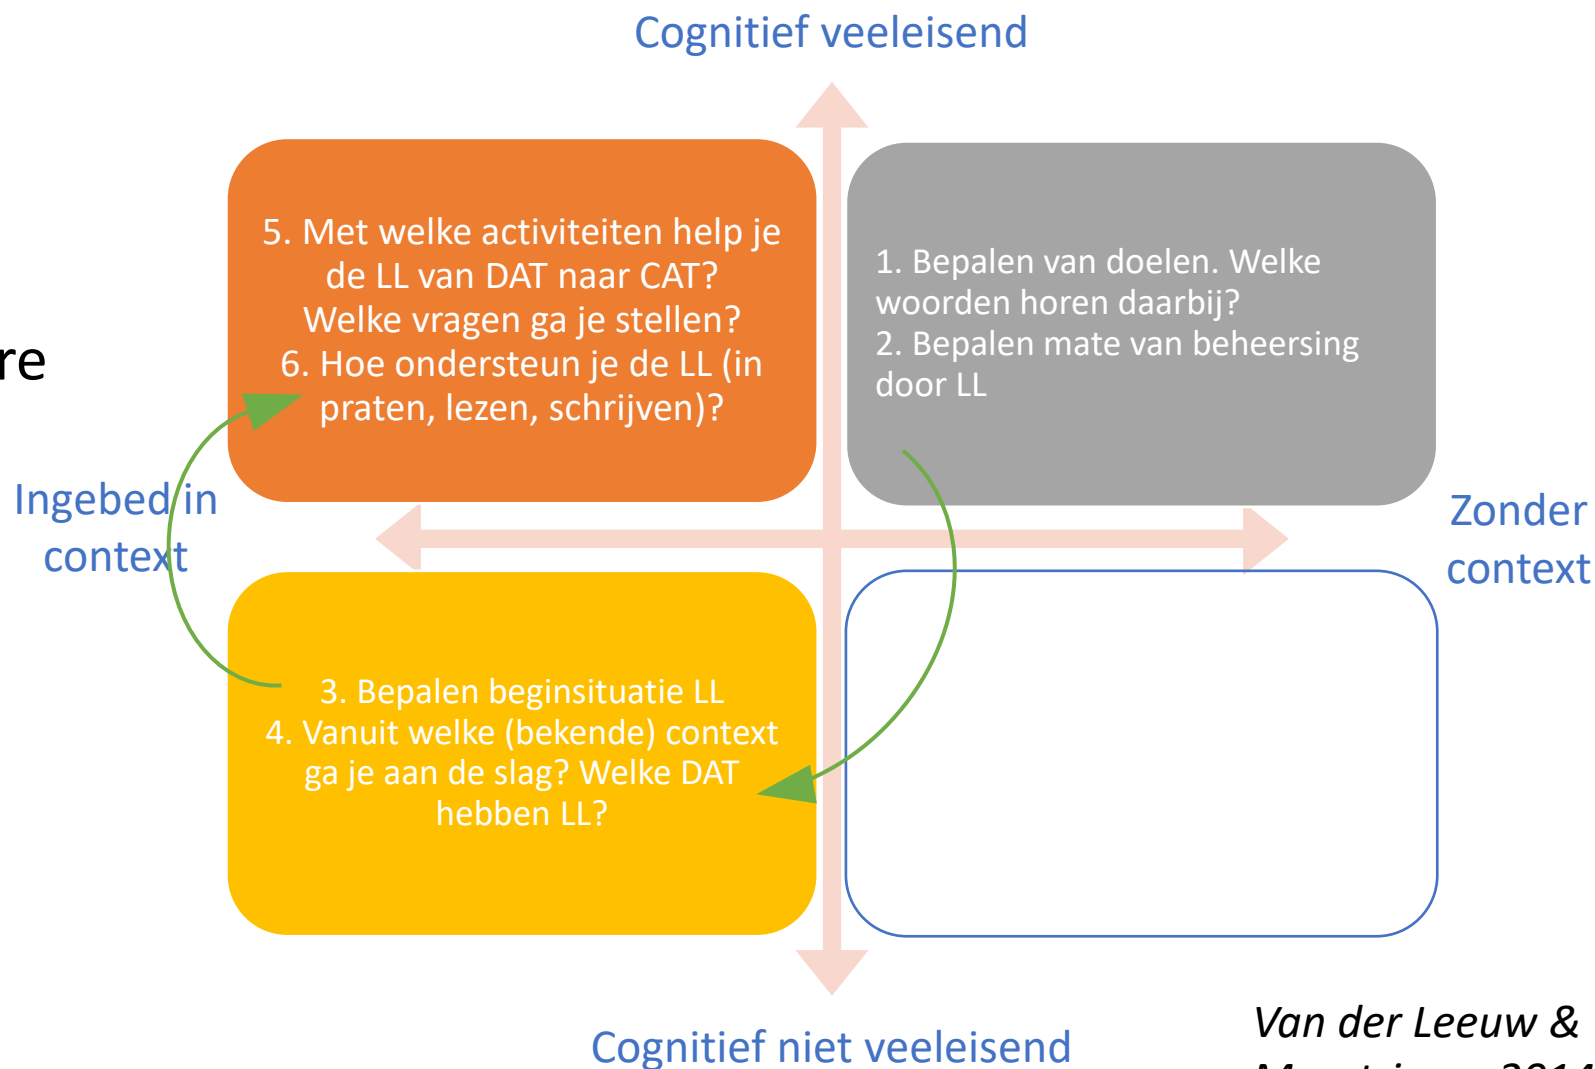 Cognitief veeleisend
5. Met welke activiteiten help je
de LL van DAT naar CAT?
Welke vragen ga je stellen?
6. Hoe ondersteun je de LL (in
praten, lezen, schrijven)?
1. Bepalen van doelen. Welke
woorden horen daarbij?
2. Bepalen mate van beheersing
door LL
re
Ingebed in
context
Zonder
context
3. Bepalen beginsituatie LL
4. Vanuit welke (bekende) context
ga je aan de slag? Welke DAT
hebben LL?
Cognitief niet veeleisend
Van der Leeuw &
2014